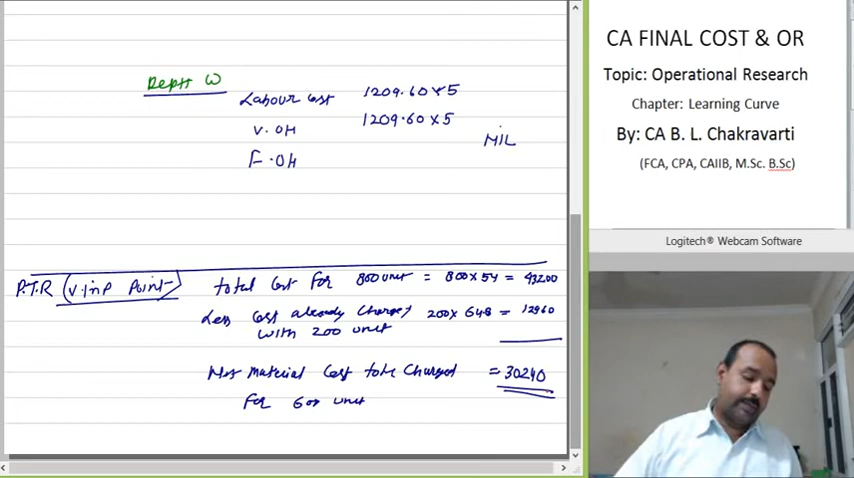 Deptt W
Labour Cost 1209.60 × 5
V.OH 1209.60 × 5
NIL
F.OH
P.T.R (V.Imp Point) Total Cost for 800 unit = 800 × 54 = 43200
Less Cost already Charged 200 × 64.8 = 12960
with 200 unit
Net material Cost to be Charged = 30240
for 600 unit
CA FINAL COST & OR
Topic: Operational Research
Chapter: Learning Curve
By: CA B. L. Chakravarti
(FCA, CPA, CAIIB, M.Sc. B.Sc)
Logitech® Webcam Software